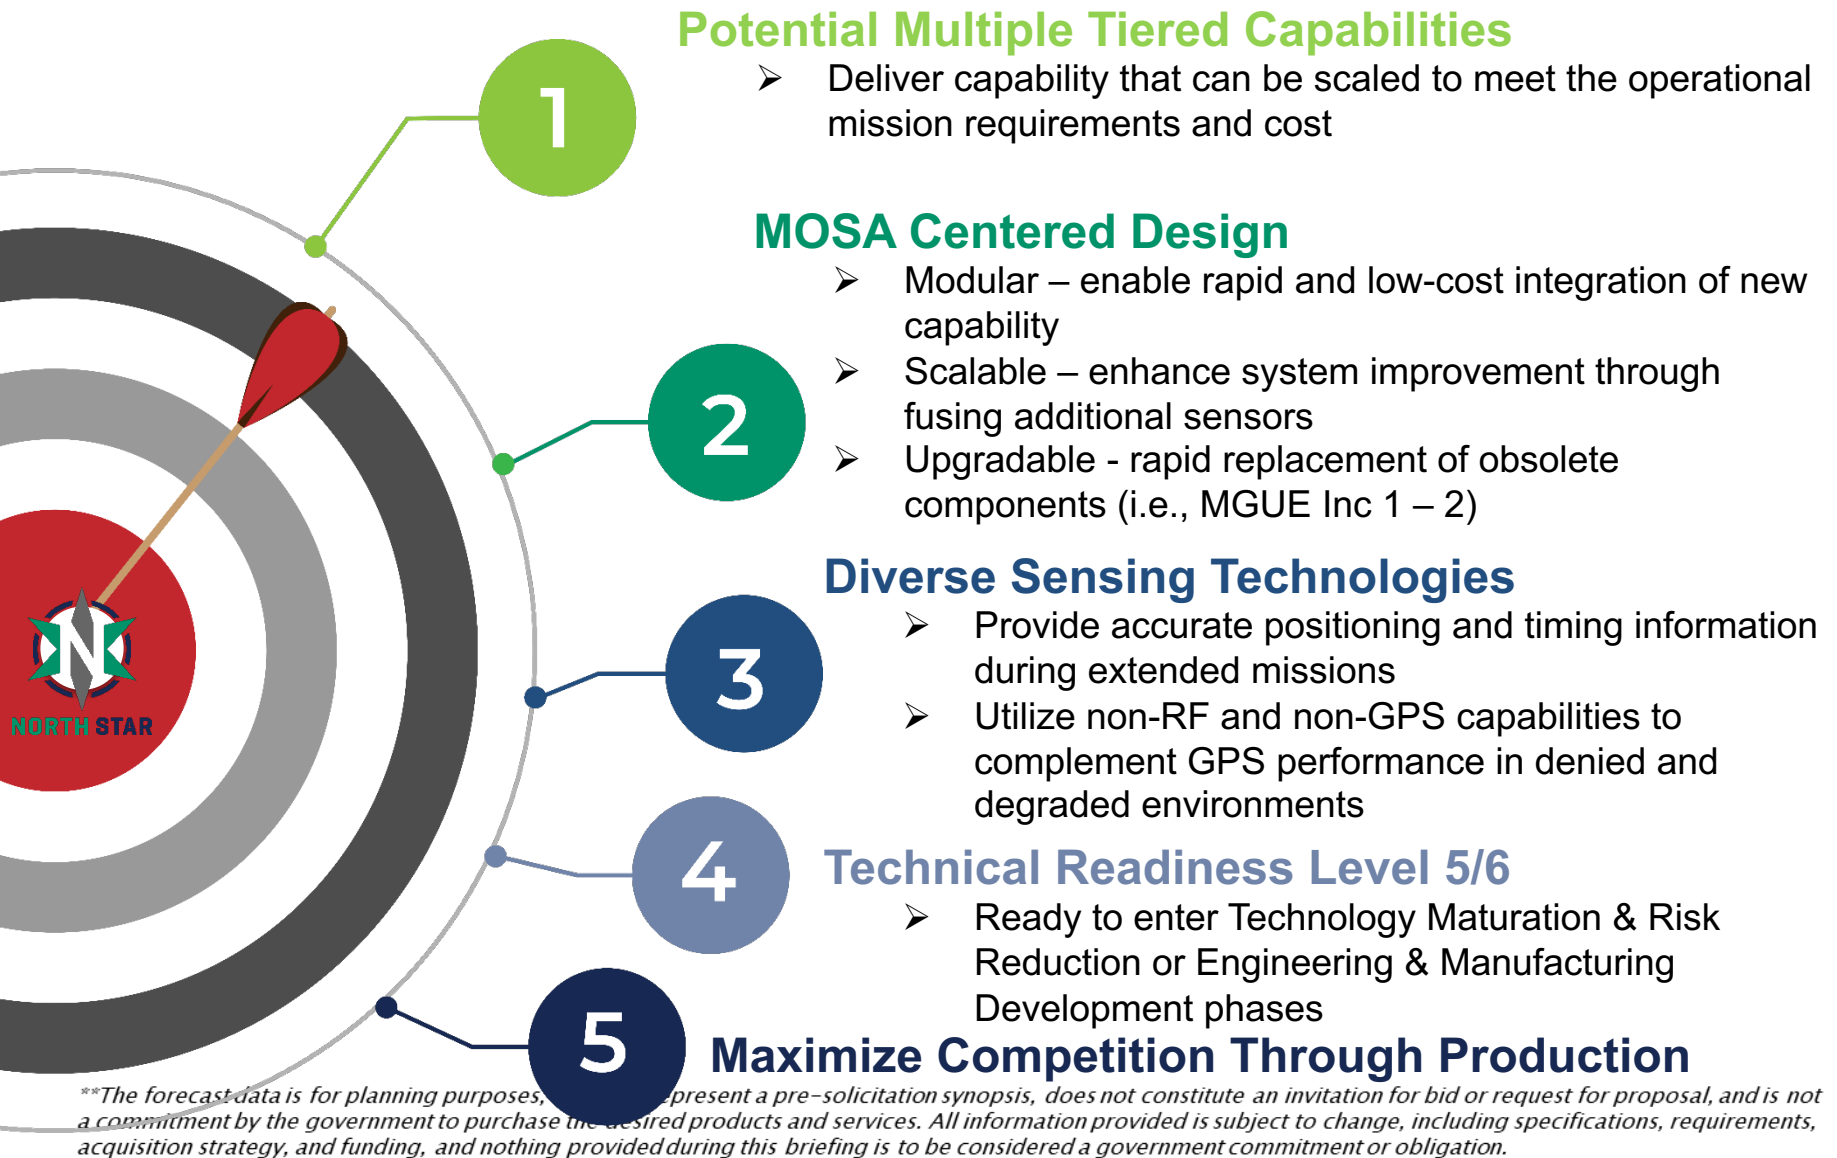 Potential Multiple Tiered Capabilities
➢ Deliver capability that can be scaled to meet the operational
mission requirements and cost
1
MOSA Centered Design
➢ Modular – enable rapid and low-cost integration of new
capability
➢ Scalable – enhance system improvement through
fusing additional sensors
➢ Upgradable - rapid replacement of obsolete
components (i.e., MGUE Inc 1 – 2)
2
Diverse Sensing Technologies
➢ Provide accurate positioning and timing information
during extended missions
➢ Utilize non-RF and non-GPS capabilities to
complement GPS performance in denied and
degraded environments
3
N
NORTH STAR
Technical Readiness Level 5/6
➢ Ready to enter Technology Maturation & Risk
Reduction or Engineering & Manufacturing
Development phases
4
5
Maximize Competition Through Production
**The forecast data is for planning purposes, present a pre-solicitation synopsis, does not constitute an invitation for bid or request for proposal, and is not
a commitment by the government to purchase the desired products and services. All information provided is subject to change, including specifications, requirements,
acquisition strategy, and funding, and nothing provided during this briefing is to be considered a government commitment or obligation.